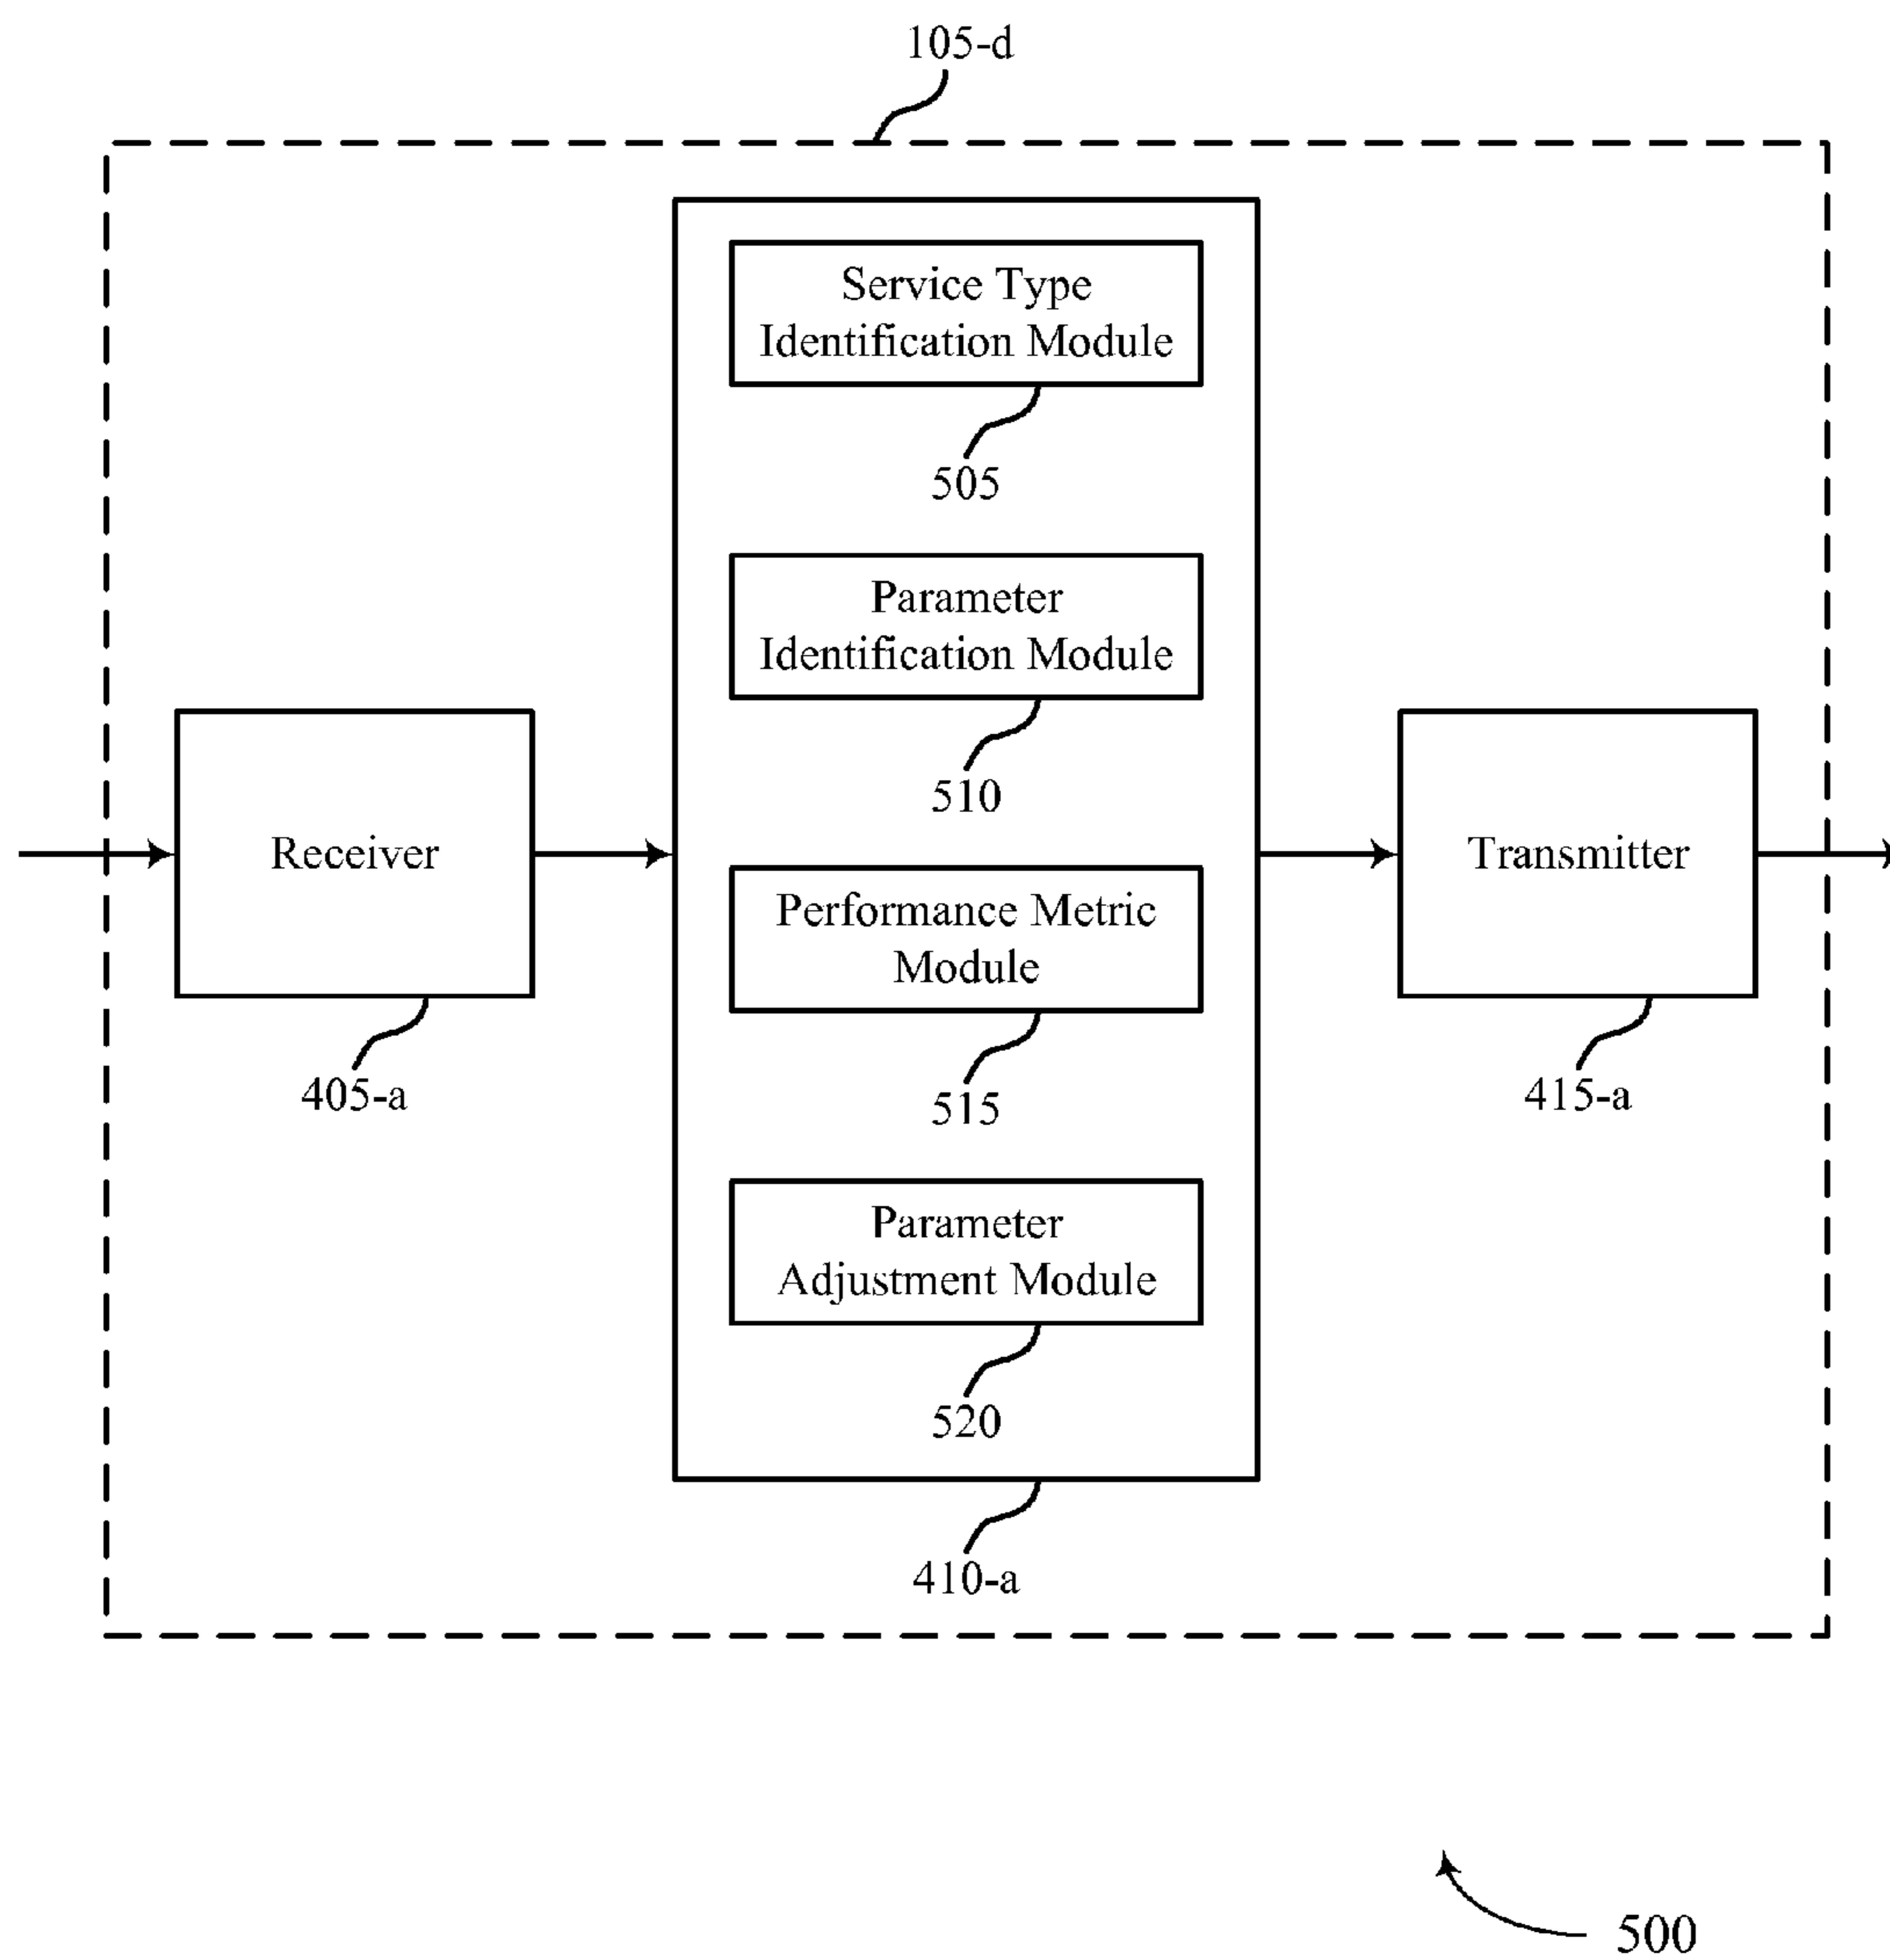 105-d
Service Type
Identification Module
505
Parameter
Identification Module
510
Receiver
405-a
Performance Metric
Module
515
Transmitter
415-a
Parameter
Adjustment Module
520
410-a
500